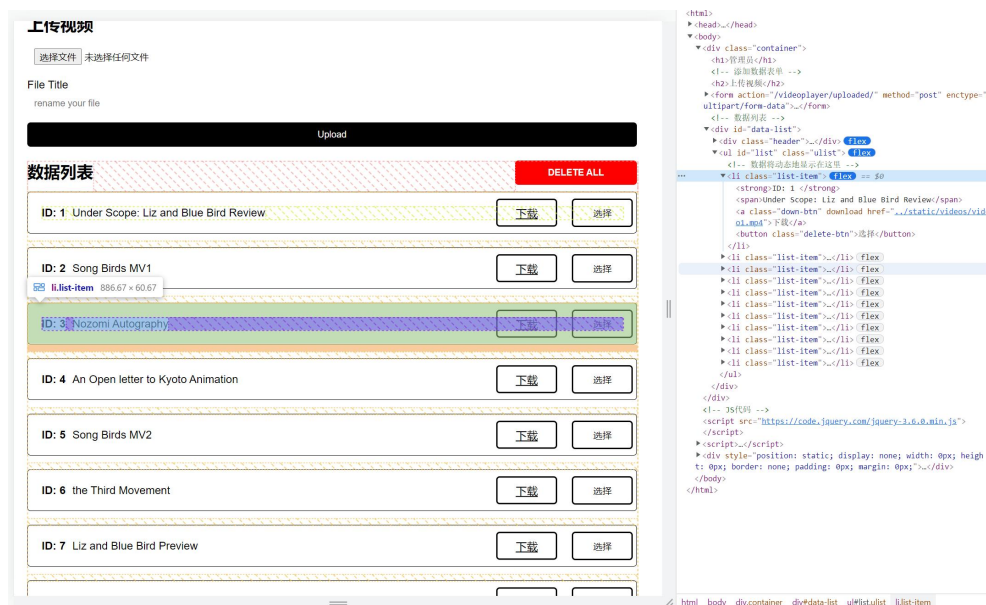 上传视频
选择文件 未选择任何文件
File Title
rename your file
Upload
数据列表
DELETE ALL
ID: 1 Under Scope: Liz and Blue Bird Review 下载 选择
ID: 2 Song Birds MV1 下载 选择
li.list-item 886.67 × 60.67
ID: 3 Nozomi Autography 下载 选择
ID: 4 An Open letter to Kyoto Animation 下载 选择
ID: 5 Song Birds MV2 下载 选择
ID: 6 the Third Movement 下载 选择
ID: 7 Liz and Blue Bird Preview 下载 选择
<html>
▶<head>…</head>
▼<body>
▼<div class="container">
<h1>管理员</h1>
<!-- 添加数据表单 -->
<h2>上传视频</h2>
▶<form action="/videoplayer/uploaded/" method="post" enctype="
ultipart/form-data">…</form>
<!-- 数据列表 -->
▼<div id="data-list">
▶<div class="header">…</div> flex
▼<ul id="list" class="ulist"> flex
<!-- 数据将动态地显示在这里 -->
… ▼<li class="list-item"> flex == $0
<strong>ID: 1 </strong>
<span>Under Scope: Liz and Blue Bird Review</span>
<a class="down-btn" download href="../static/videos/vid
o1.mp4">下载</a>
<button class="delete-btn">选择</button>
</li>
▶<li class="list-item">…</li> flex
▶<li class="list-item">…</li> flex
▶<li class="list-item">…</li> flex
▶<li class="list-item">…</li> flex
▶<li class="list-item">…</li> flex
▶<li class="list-item">…</li> flex
▶<li class="list-item">…</li> flex
▶<li class="list-item">…</li> flex
▶<li class="list-item">…</li> flex
▶<li class="list-item">…</li> flex
</ul>
</div>
</div>
<!-- JS代码 -->
<script src="https://code.jquery.com/jquery-3.6.0.min.js">
</script>
▶<script>…</script>
▶<div style="position: static; display: none; width: 0px; heigh
t: 0px; border: none; padding: 0px; margin: 0px;">…</div>
</body>
</html>
html body div.container div#data-list ul#list.ulist li.list-item